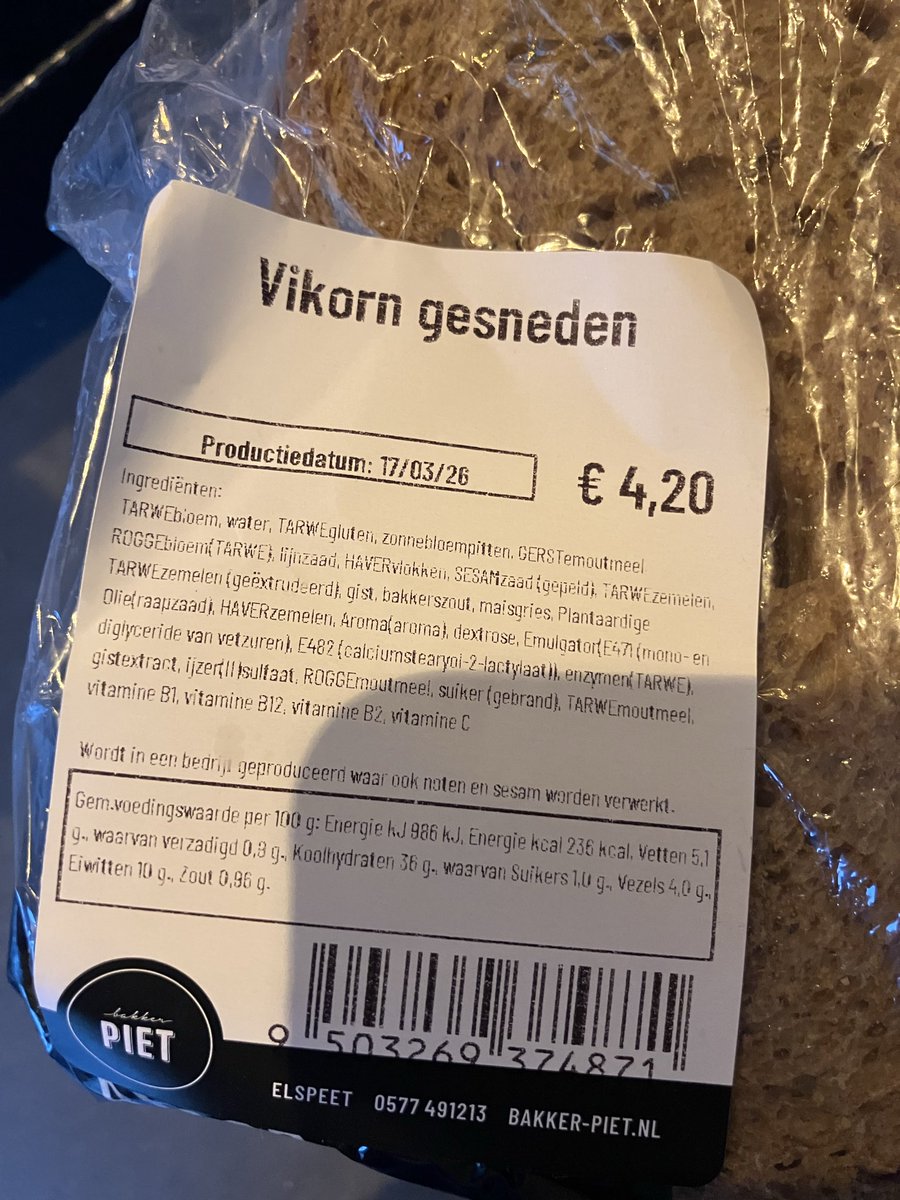 Vikorn gesneden
Productiedatum: 17/03/26
€ 4,20
Ingrediënten:
TARWEbloem, water, TARWEgluten, zonnebloempitten, GERSTemoutmeel
ROGGEbloem(TARWE), lijnzaad, HAVERvlokken, SESAMzaad (gepeld), TARWEzemelen,
TARWEzemelen (geëxtrudeerd), gist, bakkerszout, maisgries, Plantaardige
Olie(raapzaad), HAVERzemelen, Aroma(aroma), dextrose, Emulgator(E471 (mono- en
diglyceride van vetzuren), E482 (calciumstearyol-2-lactylaat)), enzymen(TARWE),
gistextract, ijzer(II)sulfaat, ROGGEmoutmeel, suiker (gebrand), TARWEmoutmeel,
vitamine B1, vitamine B12, vitamine B2, vitamine C
Wordt in een bedrijf geproduceerd waar ook noten en sesam worden verwerkt.
Gem.voedingswaarde per 100 g: Energie kJ 986 kJ, Energie kcal 236 kcal, Vetten 5,1
g., waarvan verzadigd 0,9 g., Koolhydraten 36 g., waarvan Suikers 1,0 g., Vezels 4,0 g.,
Eiwitten 10 g., Zout 0,96 g.
9 503269 374871
bakker
PIET
ELSPEET 0577 491213 BAKKER-PIET.NL